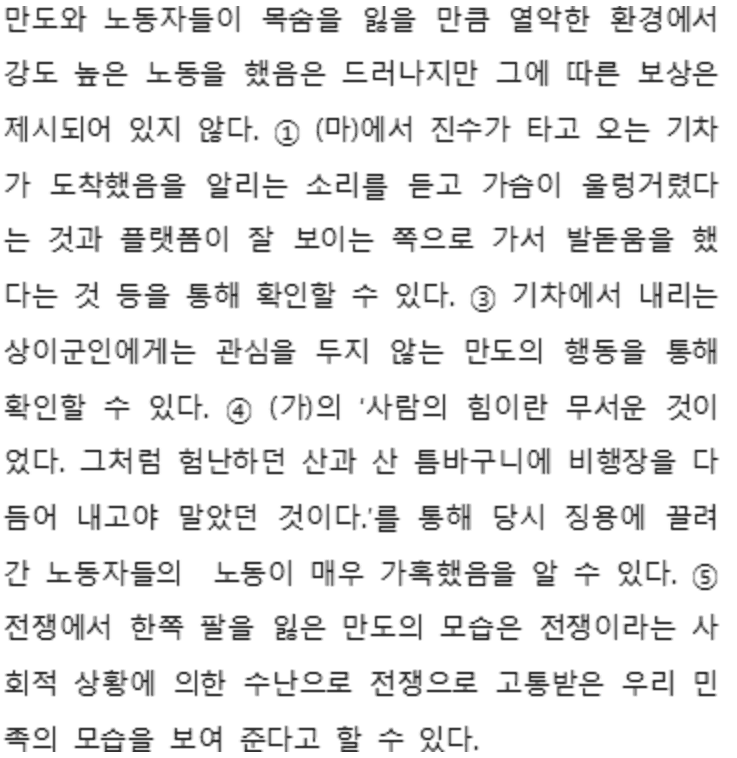 만도와 노동자들이 목숨을 잃을 만큼 열악한 환경에서
강도 높은 노동을 했음은 드러나지만 그에 따른 보상은
제시되어 있지 않다. ① (마)에서 진수가 타고 오는 기차
가 도착했음을 알리는 소리를 듣고 가슴이 울렁거렸다
는 것과 플랫폼이 잘 보이는 쪽으로 가서 발돋움을 했
다는 것 등을 통해 확인할 수 있다. ③ 기차에서 내리는
상이군인에게는 관심을 두지 않는 만도의 행동을 통해
확인할 수 있다. ④ (가)의 '사람의 힘이란 무서운 것이
었다. 그처럼 험난하던 산과 산 틈바구니에 비행장을 다
듬어 내고야 말았던 것이다.'를 통해 당시 징용에 끌려
간 노동자들의 노동이 매우 가혹했음을 알 수 있다. ⑤
전쟁에서 한쪽 팔을 잃은 만도의 모습은 전쟁이라는 사
회적 상황에 의한 수난으로 전쟁으로 고통받은 우리 민
족의 모습을 보여 준다고 할 수 있다.